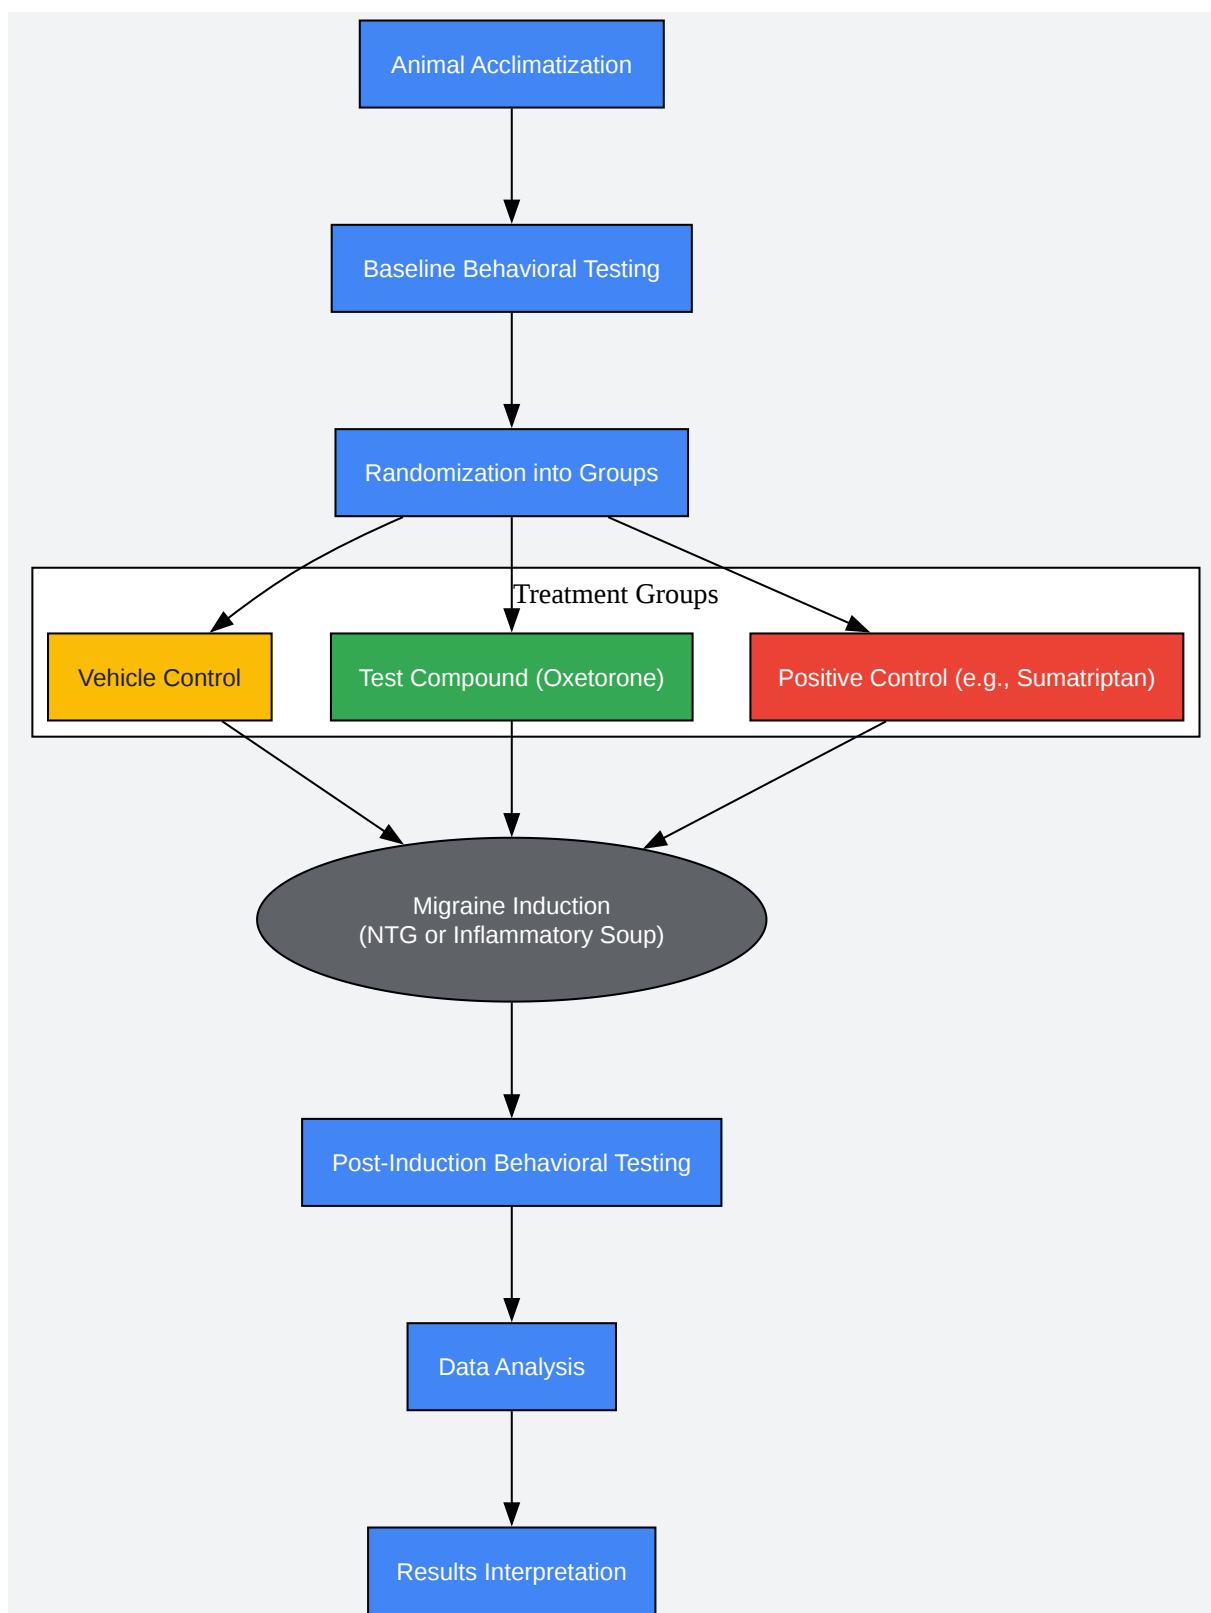 Animal Acclimatization
Baseline Behavioral Testing
Randomization into Groups
Treatment Groups
Vehicle Control
Test Compound (Oxetorone)
Positive Control (e.g., Sumatriptan)
Migraine Induction
(NTG or Inflammatory Soup)
Post-Induction Behavioral Testing
Data Analysis
Results Interpretation